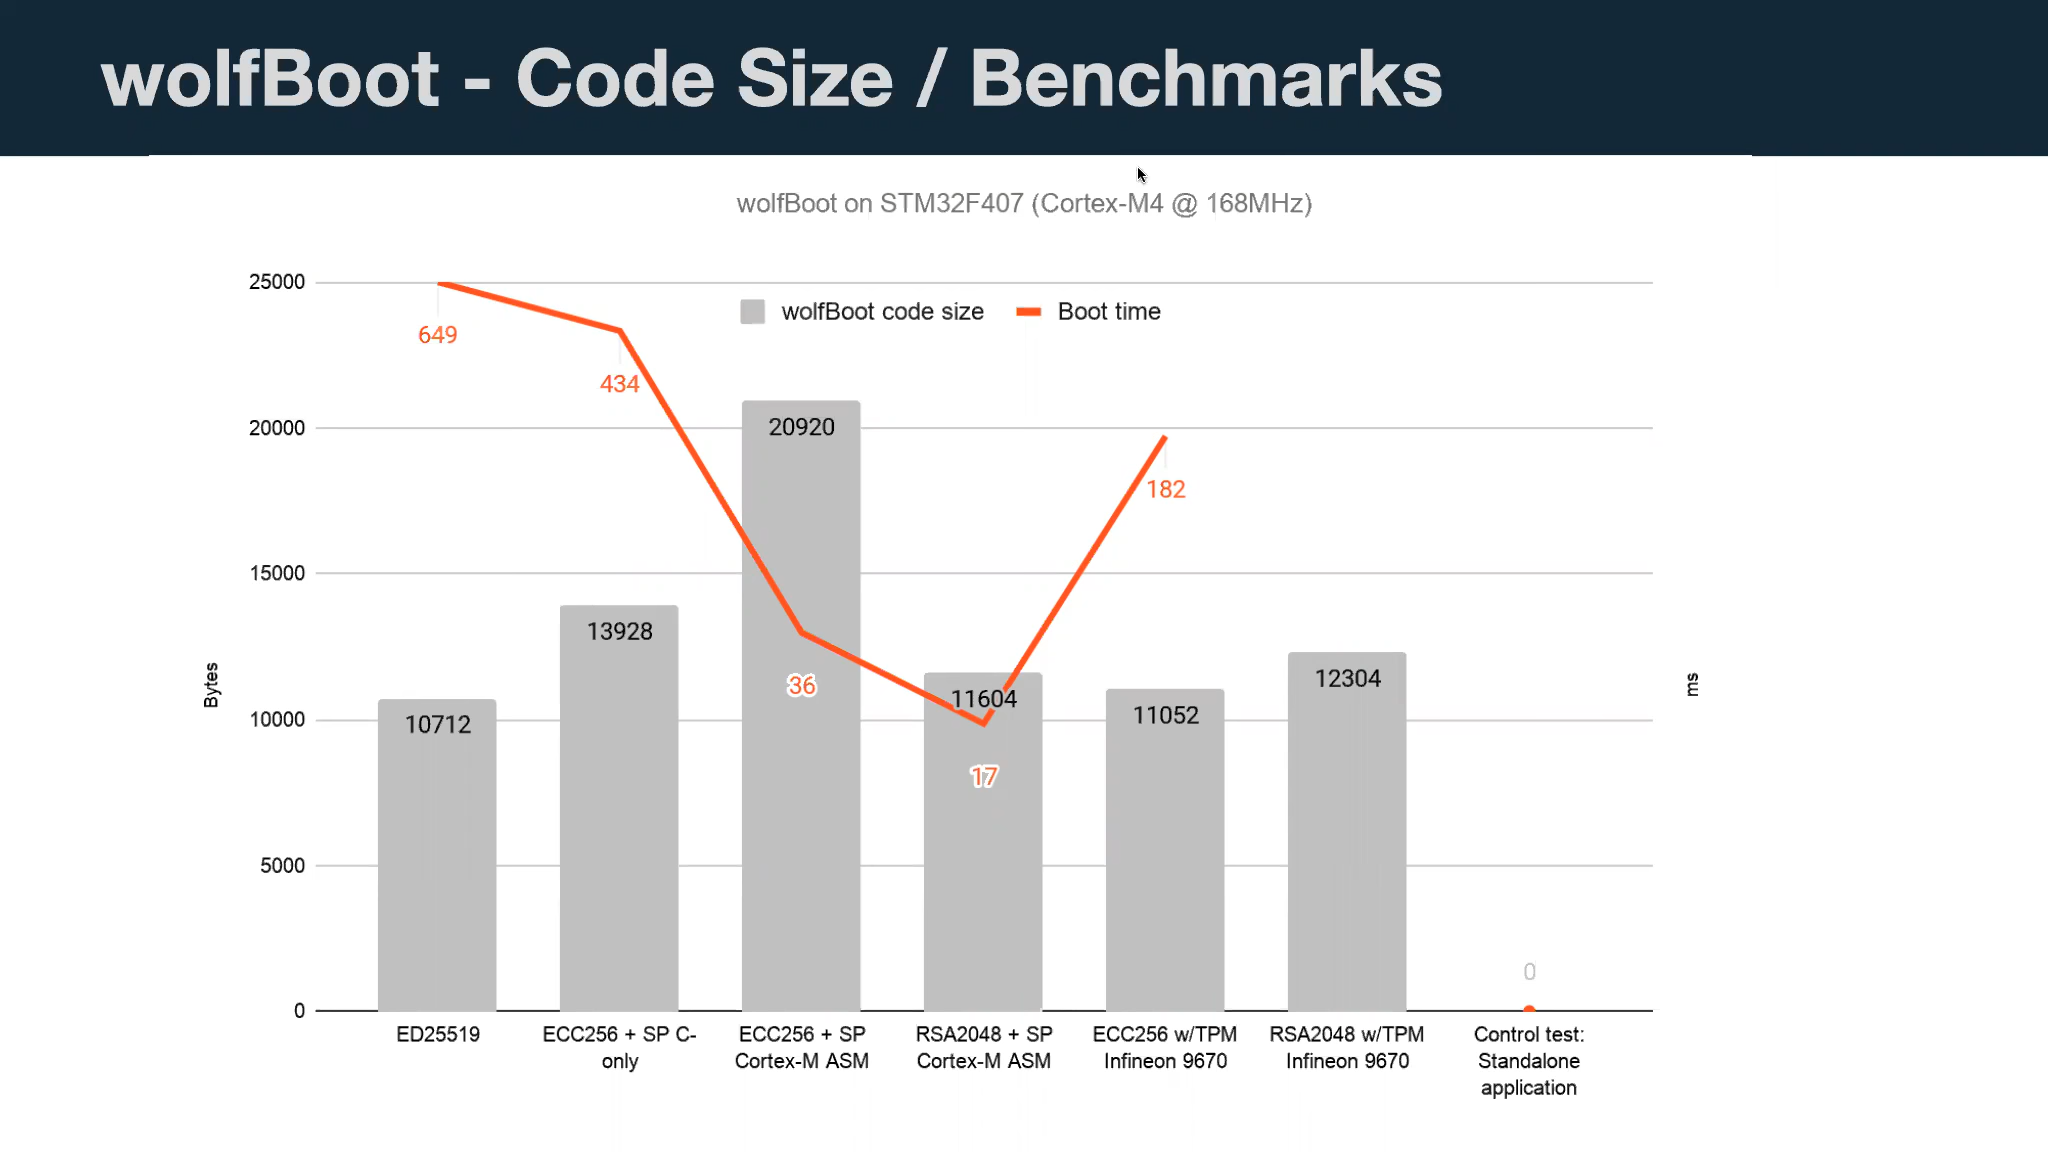 wolfBoot - Code Size / Benchmarks
wolfBoot on STM32F407 (Cortex-M4 @ 168MHz)
wolfBoot code size
Boot time
25000
20000
15000
10000
5000
0
Bytes
ms
649
434
36
17
182
10712
13928
20920
11604
11052
12304
0
ED25519
ECC256 + SP C-
only
ECC256 + SP
Cortex-M ASM
RSA2048 + SP
Cortex-M ASM
ECC256 w/TPM
Infineon 9670
RSA2048 w/TPM
Infineon 9670
Control test:
Standalone
application